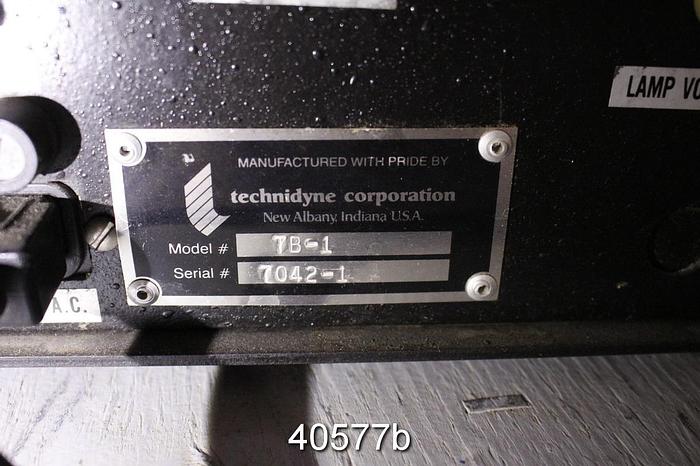 LAMP VO
MANUFACTURED WITH PRIDE BY
technidyne corporation
New Albany, Indiana U.S.A.
Model # TB-1
Serial # 7042-1
A.C.
40577b